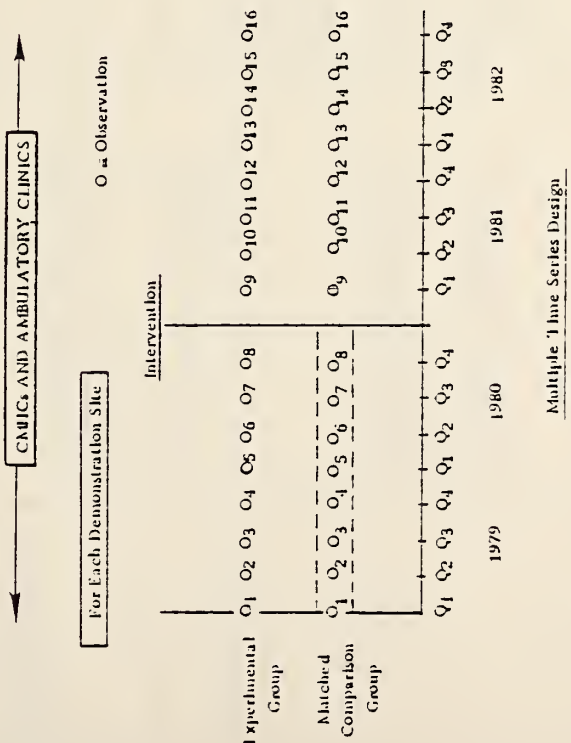 CMHCs AND AMBULATORY CLINICS
For Each Demonstration Site
O = Observation
Intervention
Experimental Group
O1 O2 O3 O4 O5 O6 O7 O8 O9 O10 O11 O12 O13 O14 O15 O16
Matched Comparison Group
O1 O2 O3 O4 O5 O6 O7 O8 O9 O10 O11 O12 O13 O14 O15 O16
Q1 Q2 Q3 Q4 Q1 Q2 Q3 Q4 Q1 Q2 Q3 Q4 Q1 Q2 Q3 Q4
1979 1980 1981 1982
Multiple Time Series Design